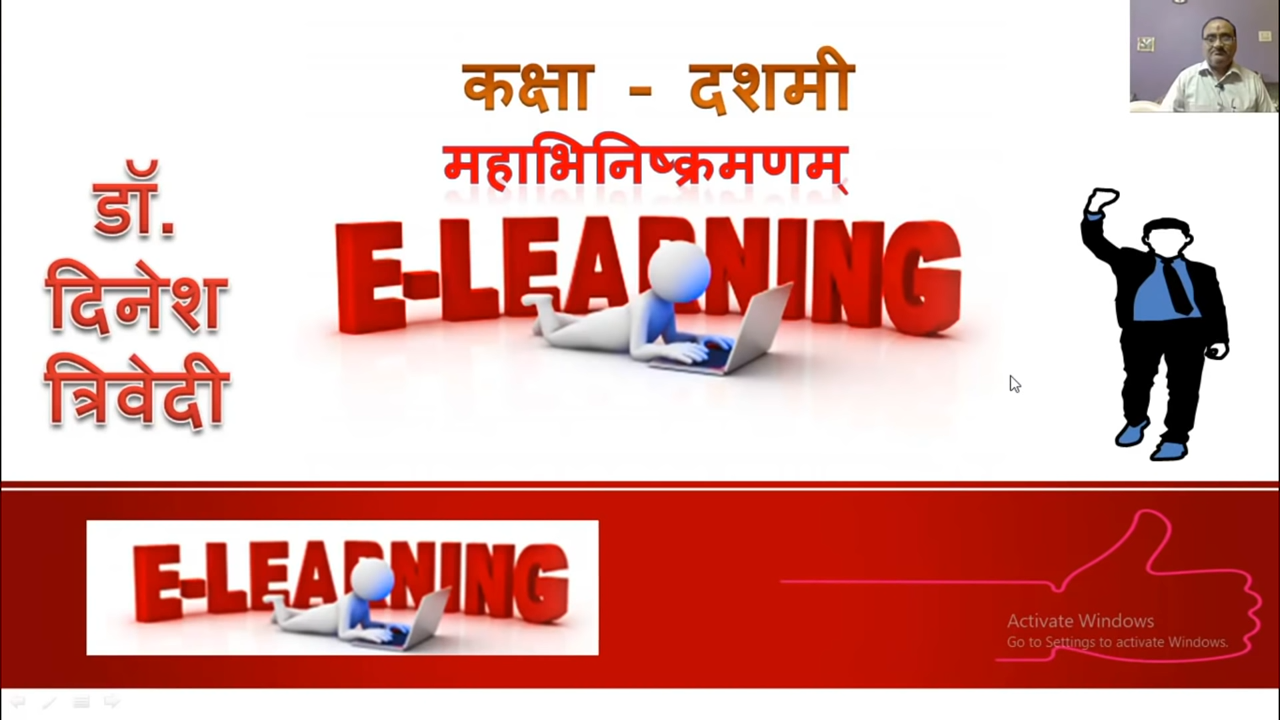 कक्षा - दशमी
महाभिनिष्क्रमणम्
डॉ.
दिनेश
त्रिवेदी
E-LEARNING
E-LEARNING
Activate Windows
Go to Settings to activate Windows.